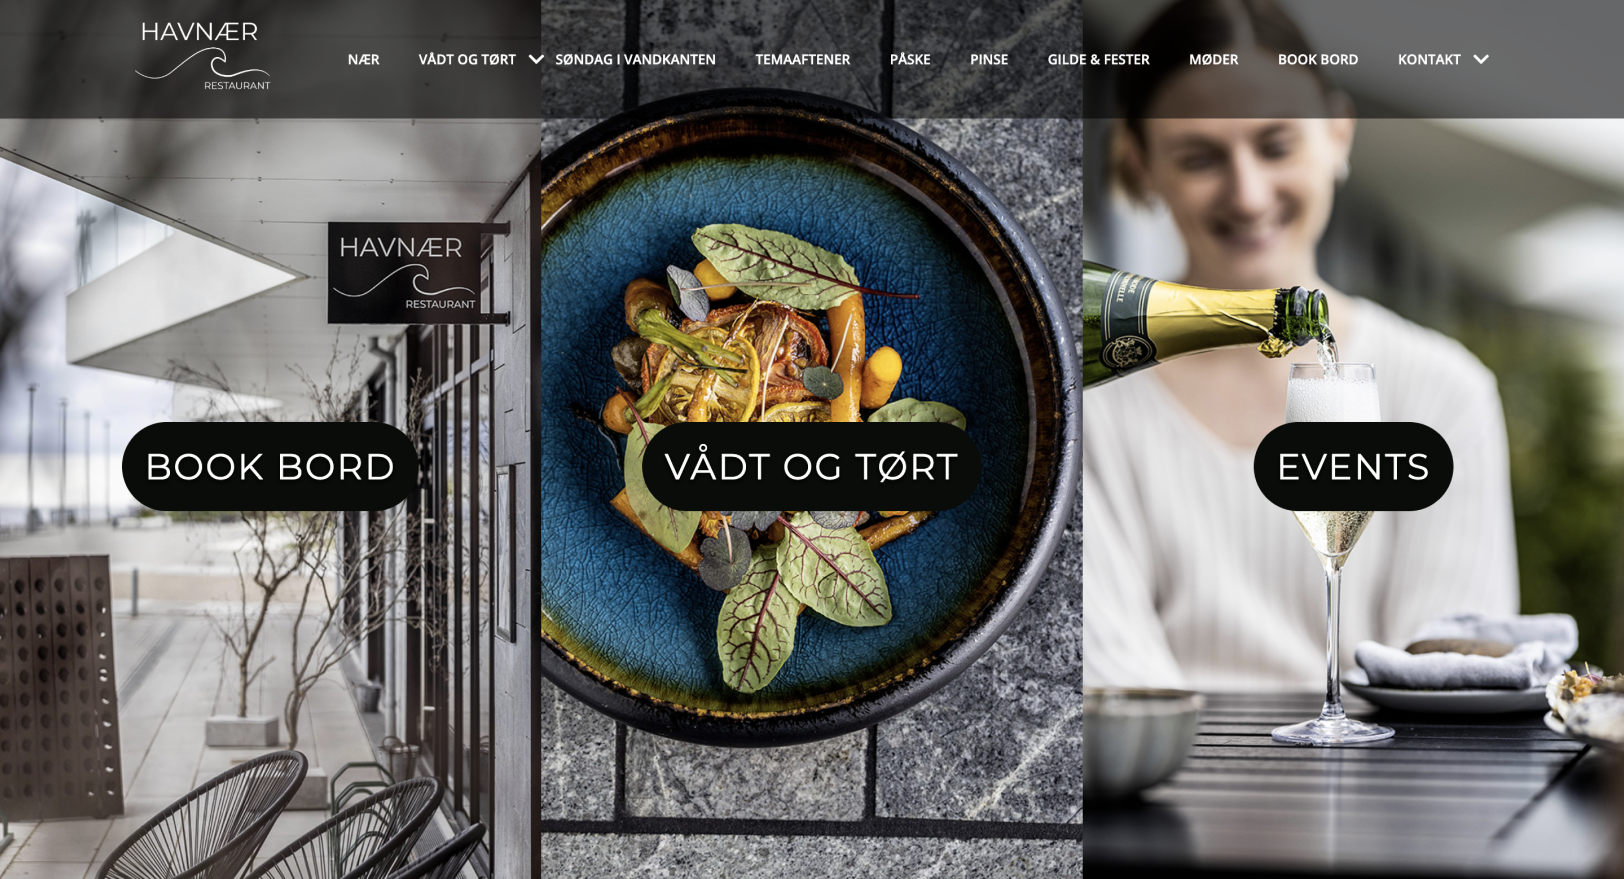 HAVNÆR
RESTAURANT
NÆR VÅDT OG TØRT SØNDAG I VANDKANTEN TEMAAFTENER PÅSKE PINSE GILDE & FESTER MØDER BOOK BORD KONTAKT
HAVNÆR
RESTAURANT
BOOK BORD VÅDT OG TØRT EVENTS